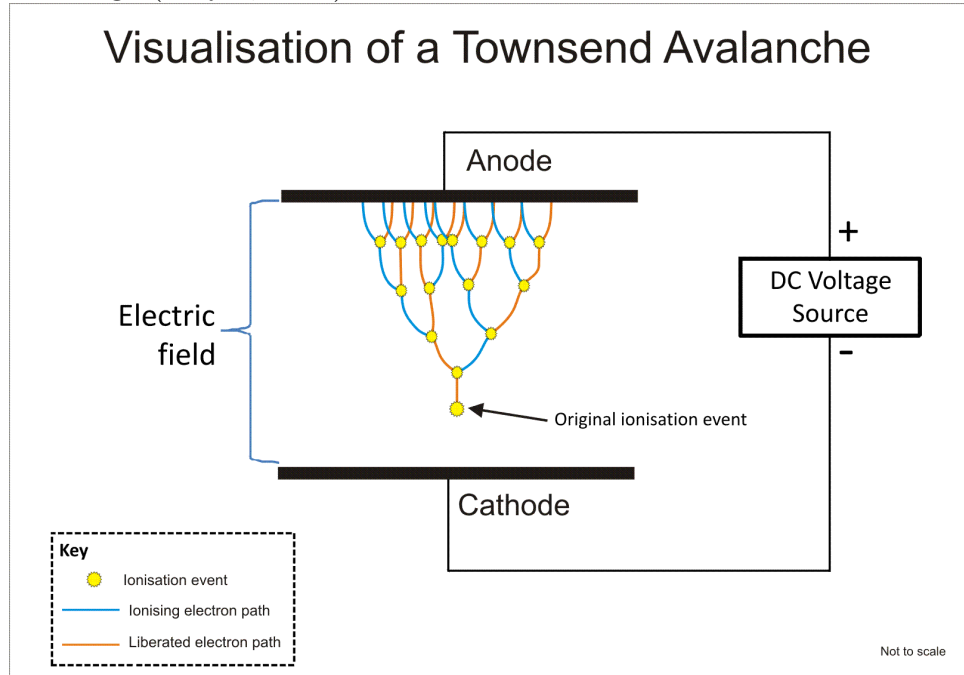 Visualisation of a Townsend Avalanche
Anode
+
DC Voltage
Source
-
Electric
field
Original ionisation event
Cathode
Key
Ionisation event
Ionising electron path
Liberated electron path
Not to scale